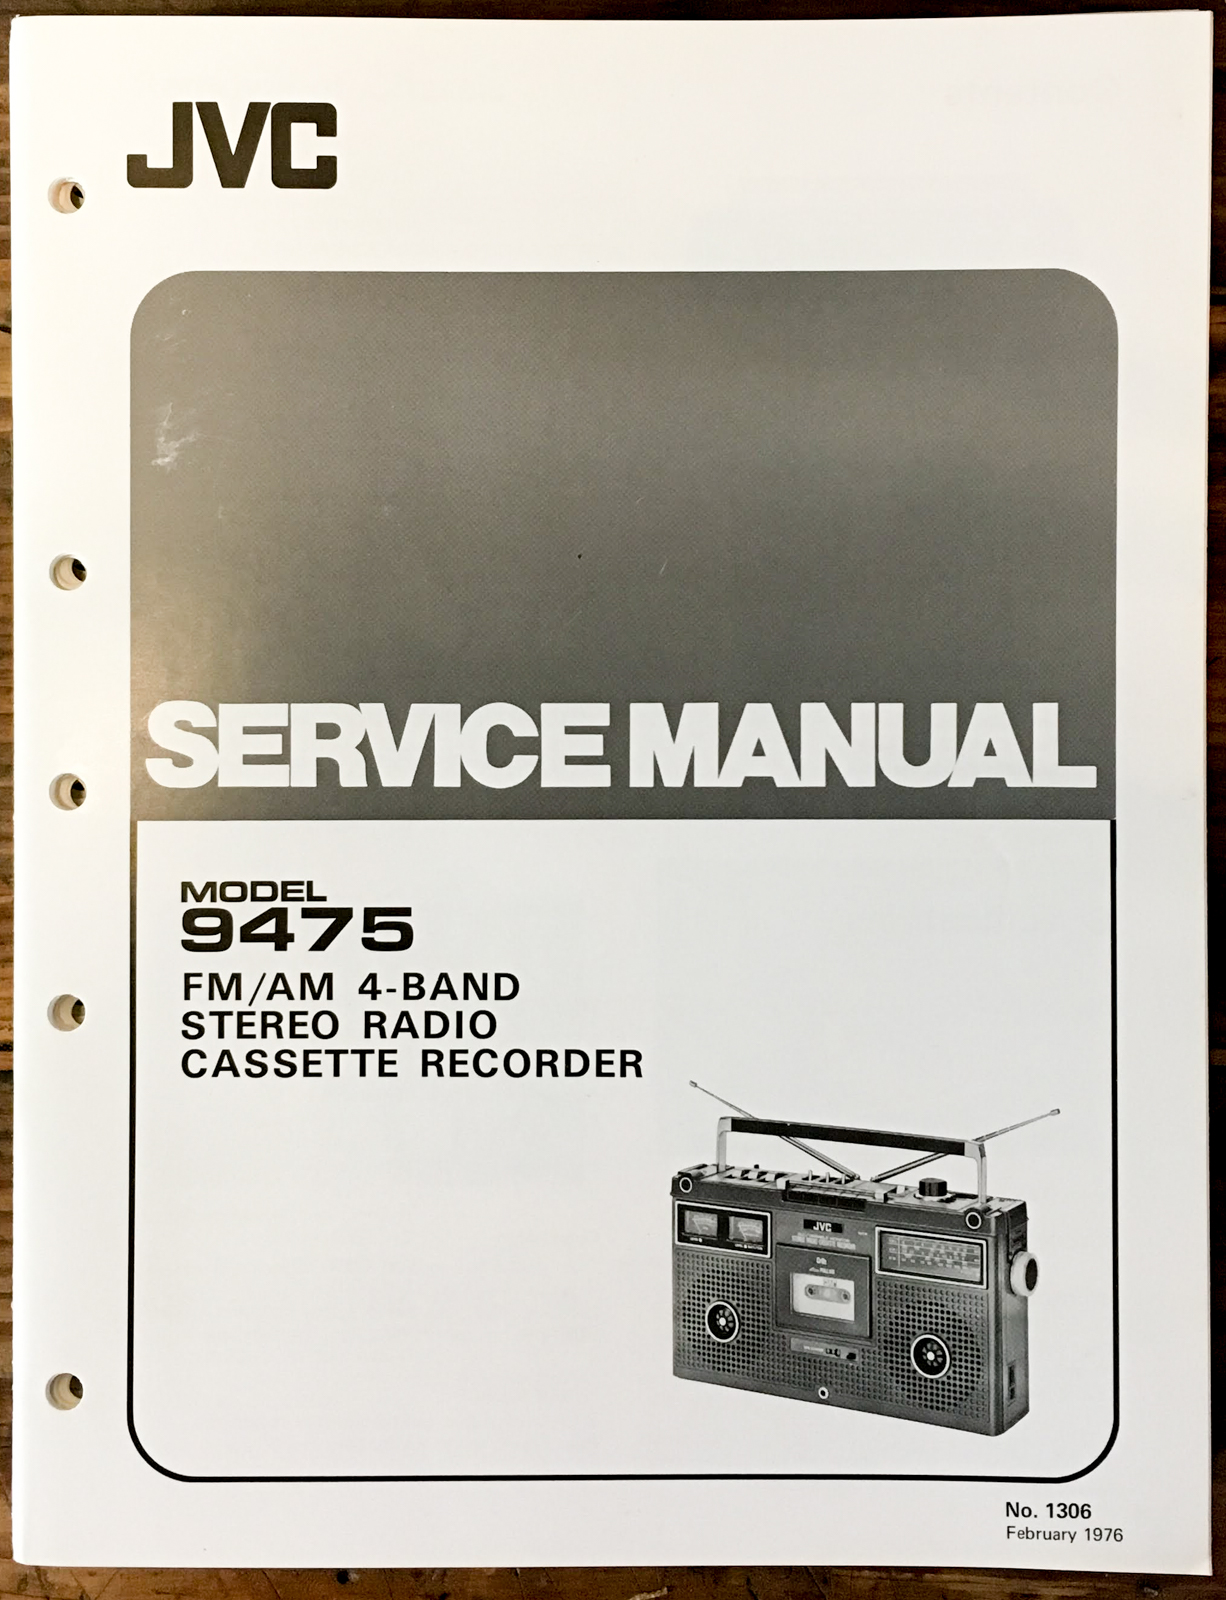 JVC
SERVICE MANUAL
MODEL
9475
FM/AM 4-BAND
STEREO RADIO
CASSETTE RECORDER
JVC
No. 1306
February 1976